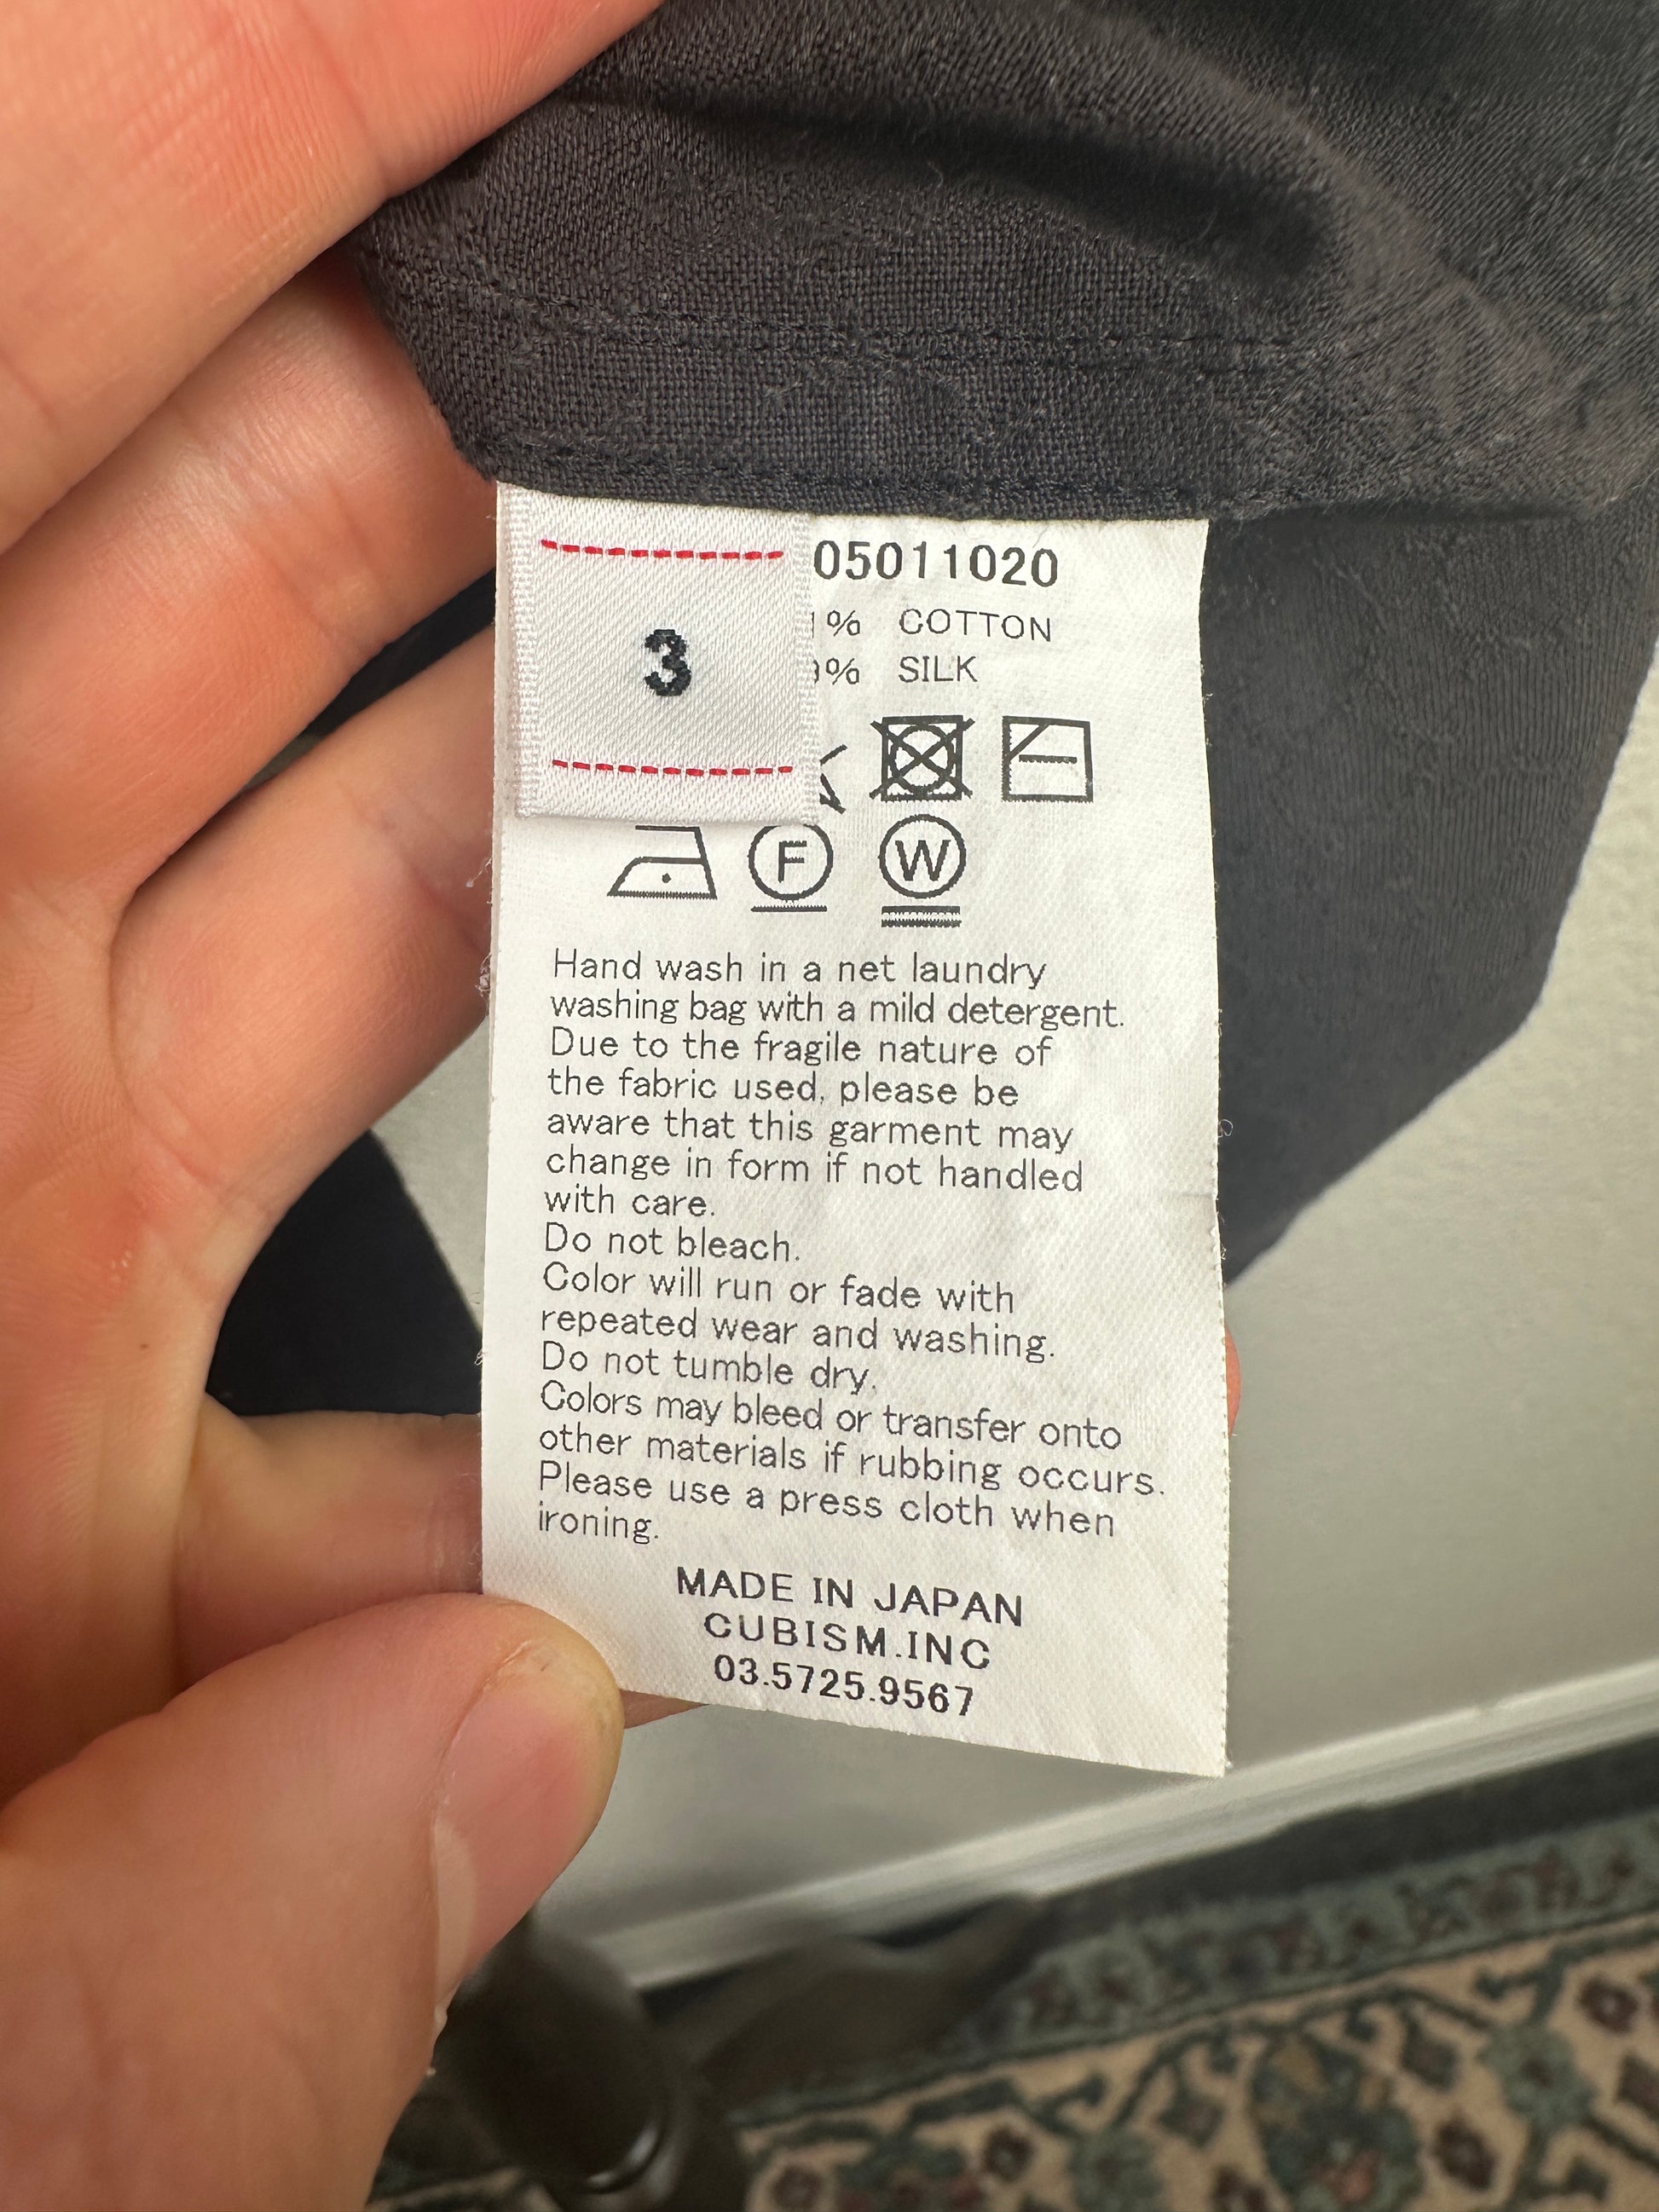 3
05011020
% COTTON
% SILK
F
W
Hand wash in a net laundry
washing bag with a mild detergent.
Due to the fragile nature of
the fabric used, please be
aware that this garment may
change in form if not handled
with care.
Do not bleach.
Color will run or fade with
repeated wear and washing.
Do not tumble dry.
Colors may bleed or transfer onto
other materials if rubbing occurs.
Please use a press cloth when
ironing.
MADE IN JAPAN
CUBISM.INC
03.5725.9567